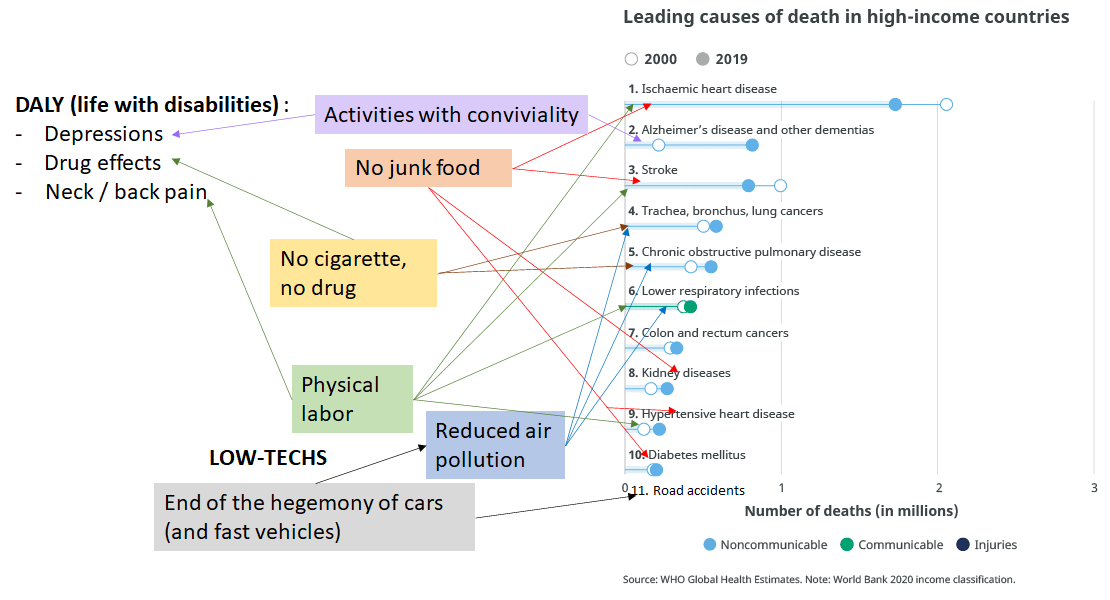 Leading causes of death in high-income countries
2000 2019
DALY (life with disabilities) :
- Depressions
- Drug effects
- Neck / back pain
Activities with conviviality
No junk food
No cigarette,
no drug
Physical
labor
Reduced air
pollution
LOW-TECHS
End of the hegemony of cars
(and fast vehicles)
1. Ischaemic heart disease
2. Alzheimer's disease and other dementias
3. Stroke
4. Trachea, bronchus, lung cancers
5. Chronic obstructive pulmonary disease
6. Lower respiratory infections
7. Colon and rectum cancers
8. Kidney diseases
9. Hypertensive heart disease
10. Diabetes mellitus
11. Road accidents
0 1 2 3
Number of deaths (in millions)
Noncommunicable Communicable Injuries
Source: WHO Global Health Estimates. Note: World Bank 2020 income classification.